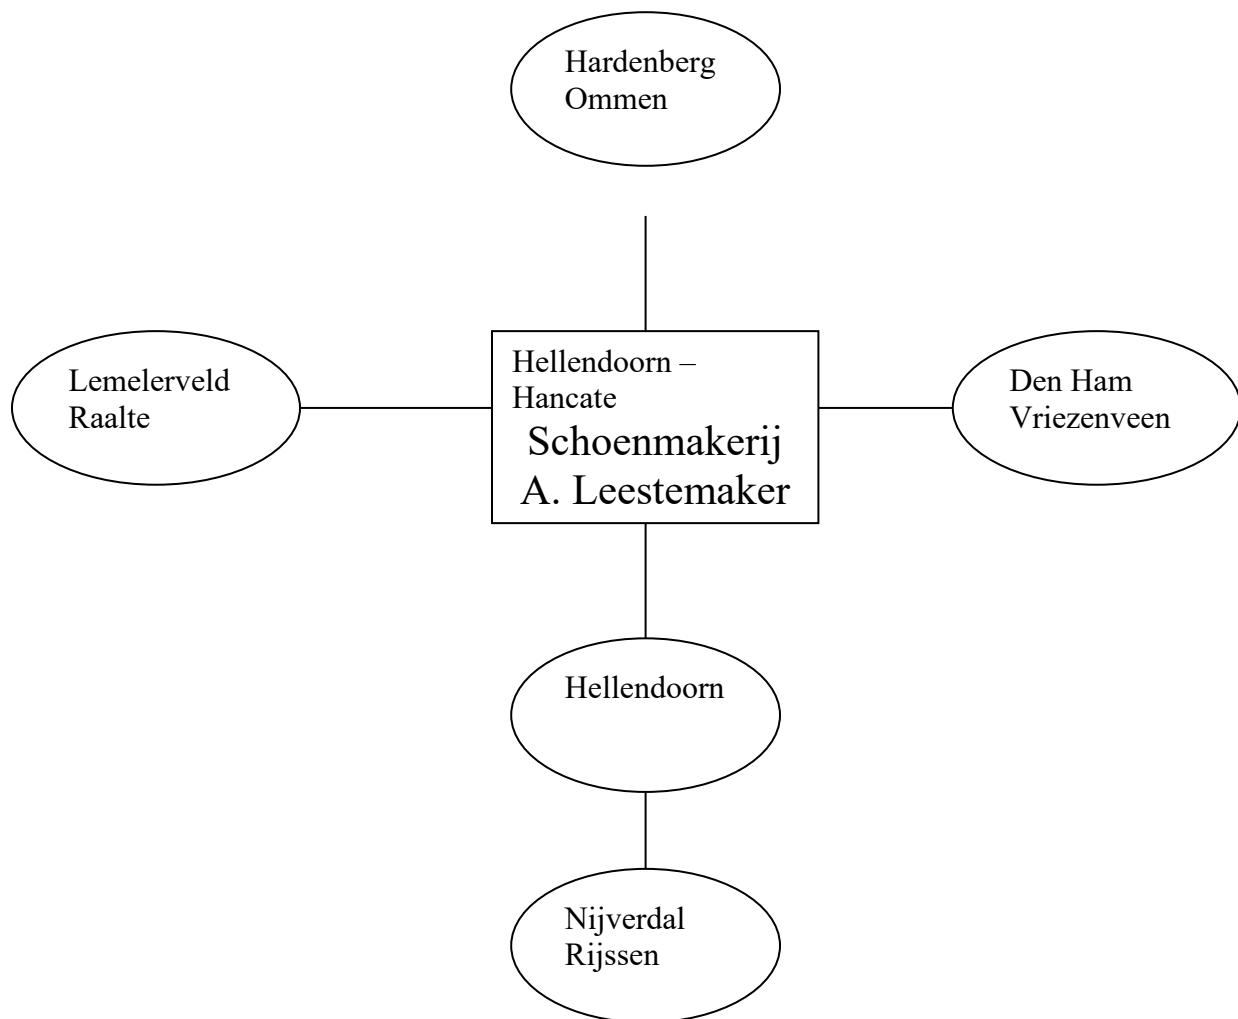 Hardenberg
Ommen
Lemelerveld
Raalte
Hellendoorn –
Hancate
Schoenmakerij
A. Leestemaker
Den Ham
Vriezenveen
Hellendoorn
Nijverdal
Rijssen